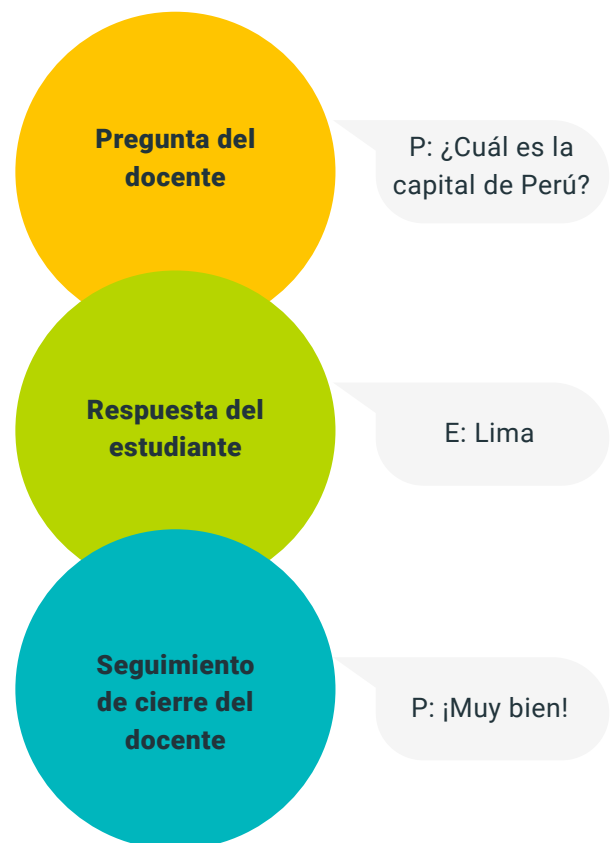 Pregunta del
docente
P: ¿Cuál es la
capital de Perú?
Respuesta del
estudiante
E: Lima
Seguimiento
de cierre del
docente
P: ¡Muy bien!